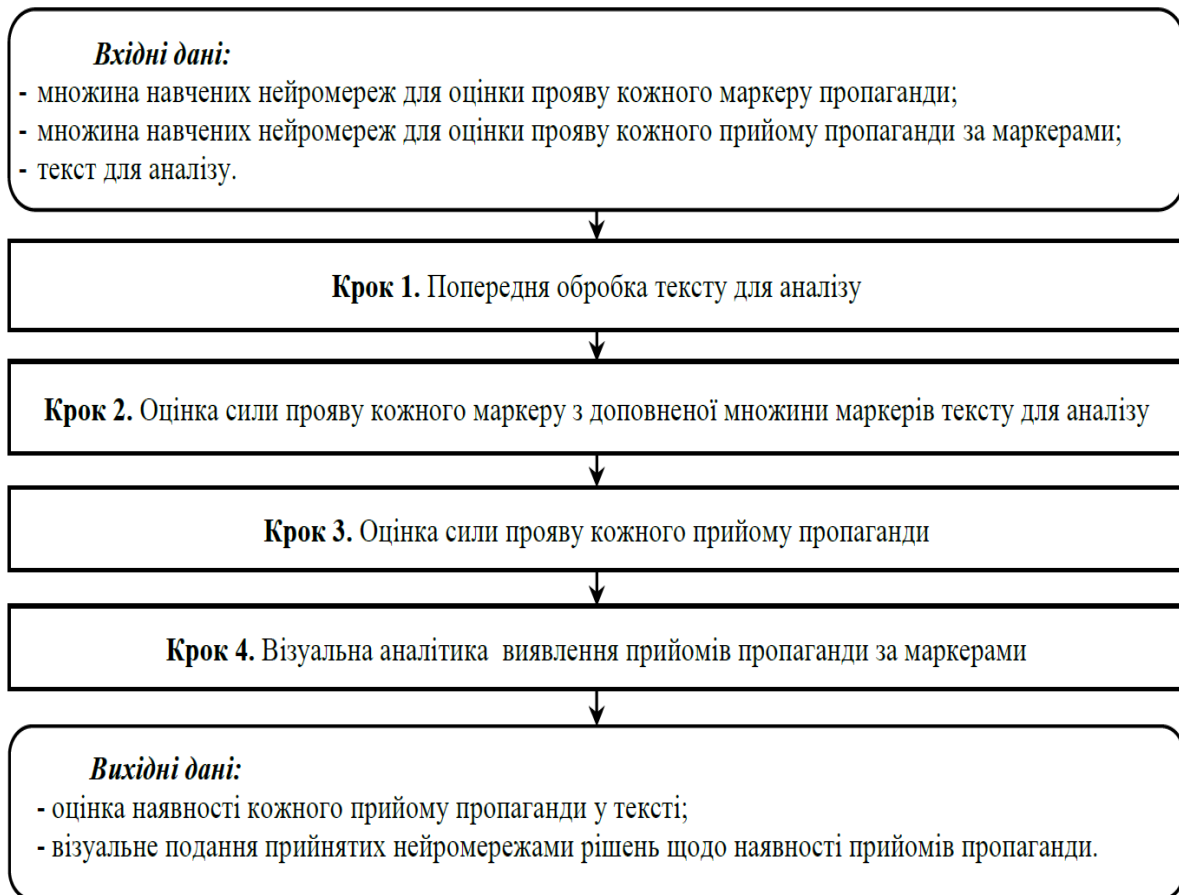 Вхідні дані:
- множина навчених нейромереж для оцінки прояву кожного маркеру пропаганди;
- множина навчених нейромереж для оцінки прояву кожного прийому пропаганди за маркерами;
- текст для аналізу.
Крок 1. Попередня обробка тексту для аналізу
Крок 2. Оцінка сили прояву кожного маркеру з доповненої множини маркерів тексту для аналізу
Крок 3. Оцінка сили прояву кожного прийому пропаганди
Крок 4. Візуальна аналітика виявлення прийомів пропаганди за маркерами
Вихідні дані:
- оцінка наявності кожного прийому пропаганди у тексті;
- візуальне подання прийнятих нейромережами рішень щодо наявності прийомів пропаганди.